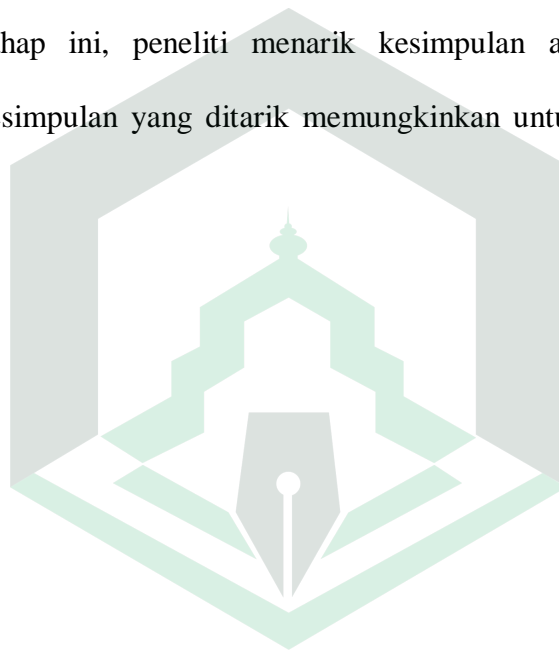 hap ini, peneliti menarik kesimpulan a
simpulan yang ditarik memungkinkan untu